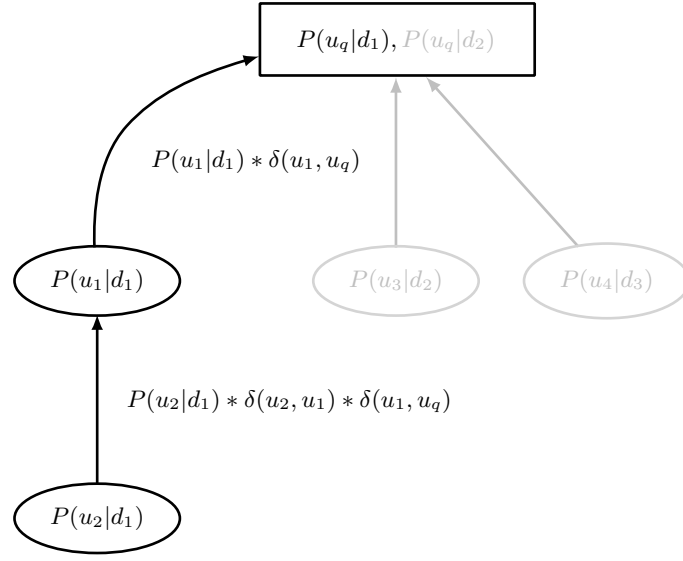 P(u_q|d_1), P(u_q|d_2)
P(u_1|d_1) ∗ δ(u_1, u_q)
P(u_1|d_1)
P(u_3|d_2)
P(u_4|d_3)
P(u_2|d_1) ∗ δ(u_2, u_1) ∗ δ(u_1, u_q)
P(u_2|d_1)